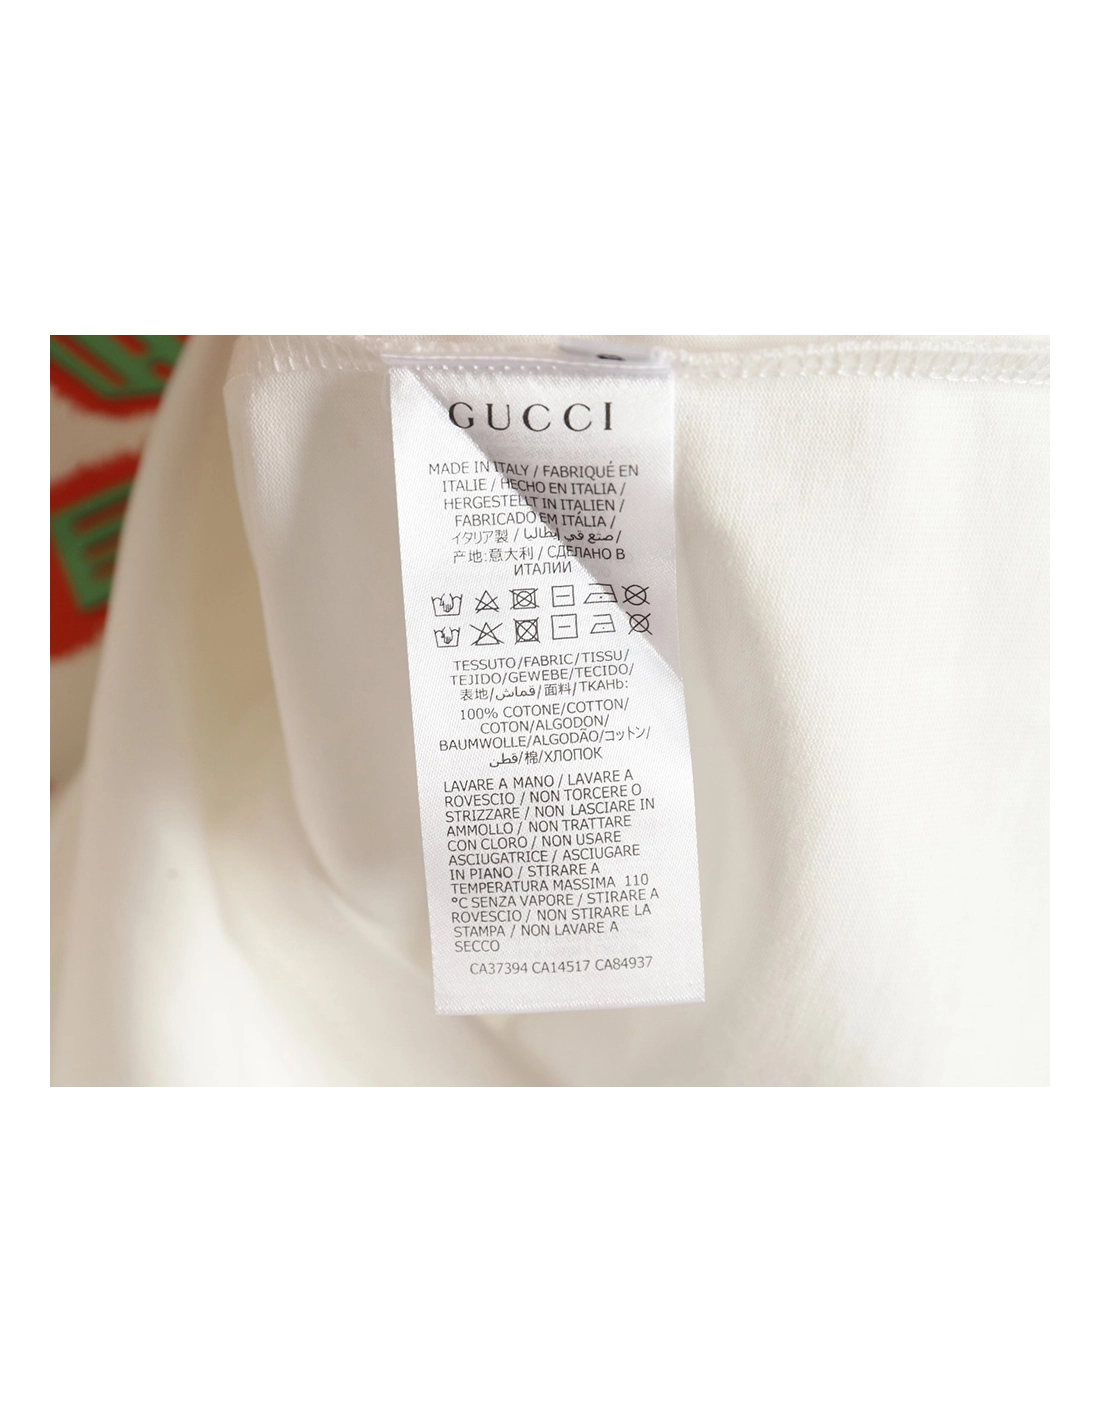 GUCCI
MADE IN ITALY / FABRIQUÉ EN
ITALIE / HECHO EN ITALIA /
HERGESTELLT IN ITALIEN /
FABRICADO EM ITÁLIA /
イタリア製 / صنع في إيطاليا /
产地:意大利 / СДЕЛАНО В
ИТАЛИИ
TESSUTO/FABRIC/TISSU/
TEJIDO/GEWEBE/TECIDO/
表地/قماش/面料/TKAHb:
100% COTONE/COTTON/
COTON/ALGODON/
BAUMWOLLE/ALGODÃO/コットン/
قطن/棉/ХЛОПОК
LAVARE A MANO / LAVARE A
ROVESCIO / NON TORCERE O
STRIZZARE / NON LASCIARE IN
AMMOLLO / NON TRATTARE
CON CLORO / NON USARE
ASCIUGATRICE / ASCIUGARE
IN PIANO / STIRARE A
TEMPERATURA MASSIMA 110
°C SENZA VAPORE / STIRARE A
ROVESCIO / NON STIRARE LA
STAMPA / NON LAVARE A
SECCO
CA37394 CA14517 CA84937